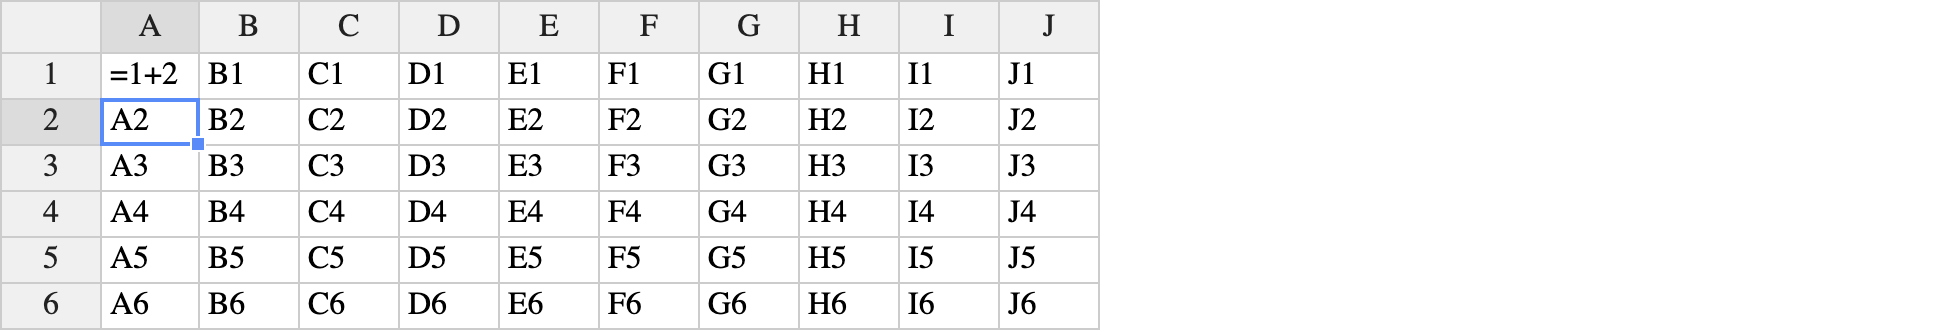 A B C D E F G H I J
1 =1+2 B1 C1 D1 E1 F1 G1 H1 I1 J1
2 A2 B2 C2 D2 E2 F2 G2 H2 I2 J2
3 A3 B3 C3 D3 E3 F3 G3 H3 I3 J3
4 A4 B4 C4 D4 E4 F4 G4 H4 I4 J4
5 A5 B5 C5 D5 E5 F5 G5 H5 I5 J5
6 A6 B6 C6 D6 E6 F6 G6 H6 I6 J6